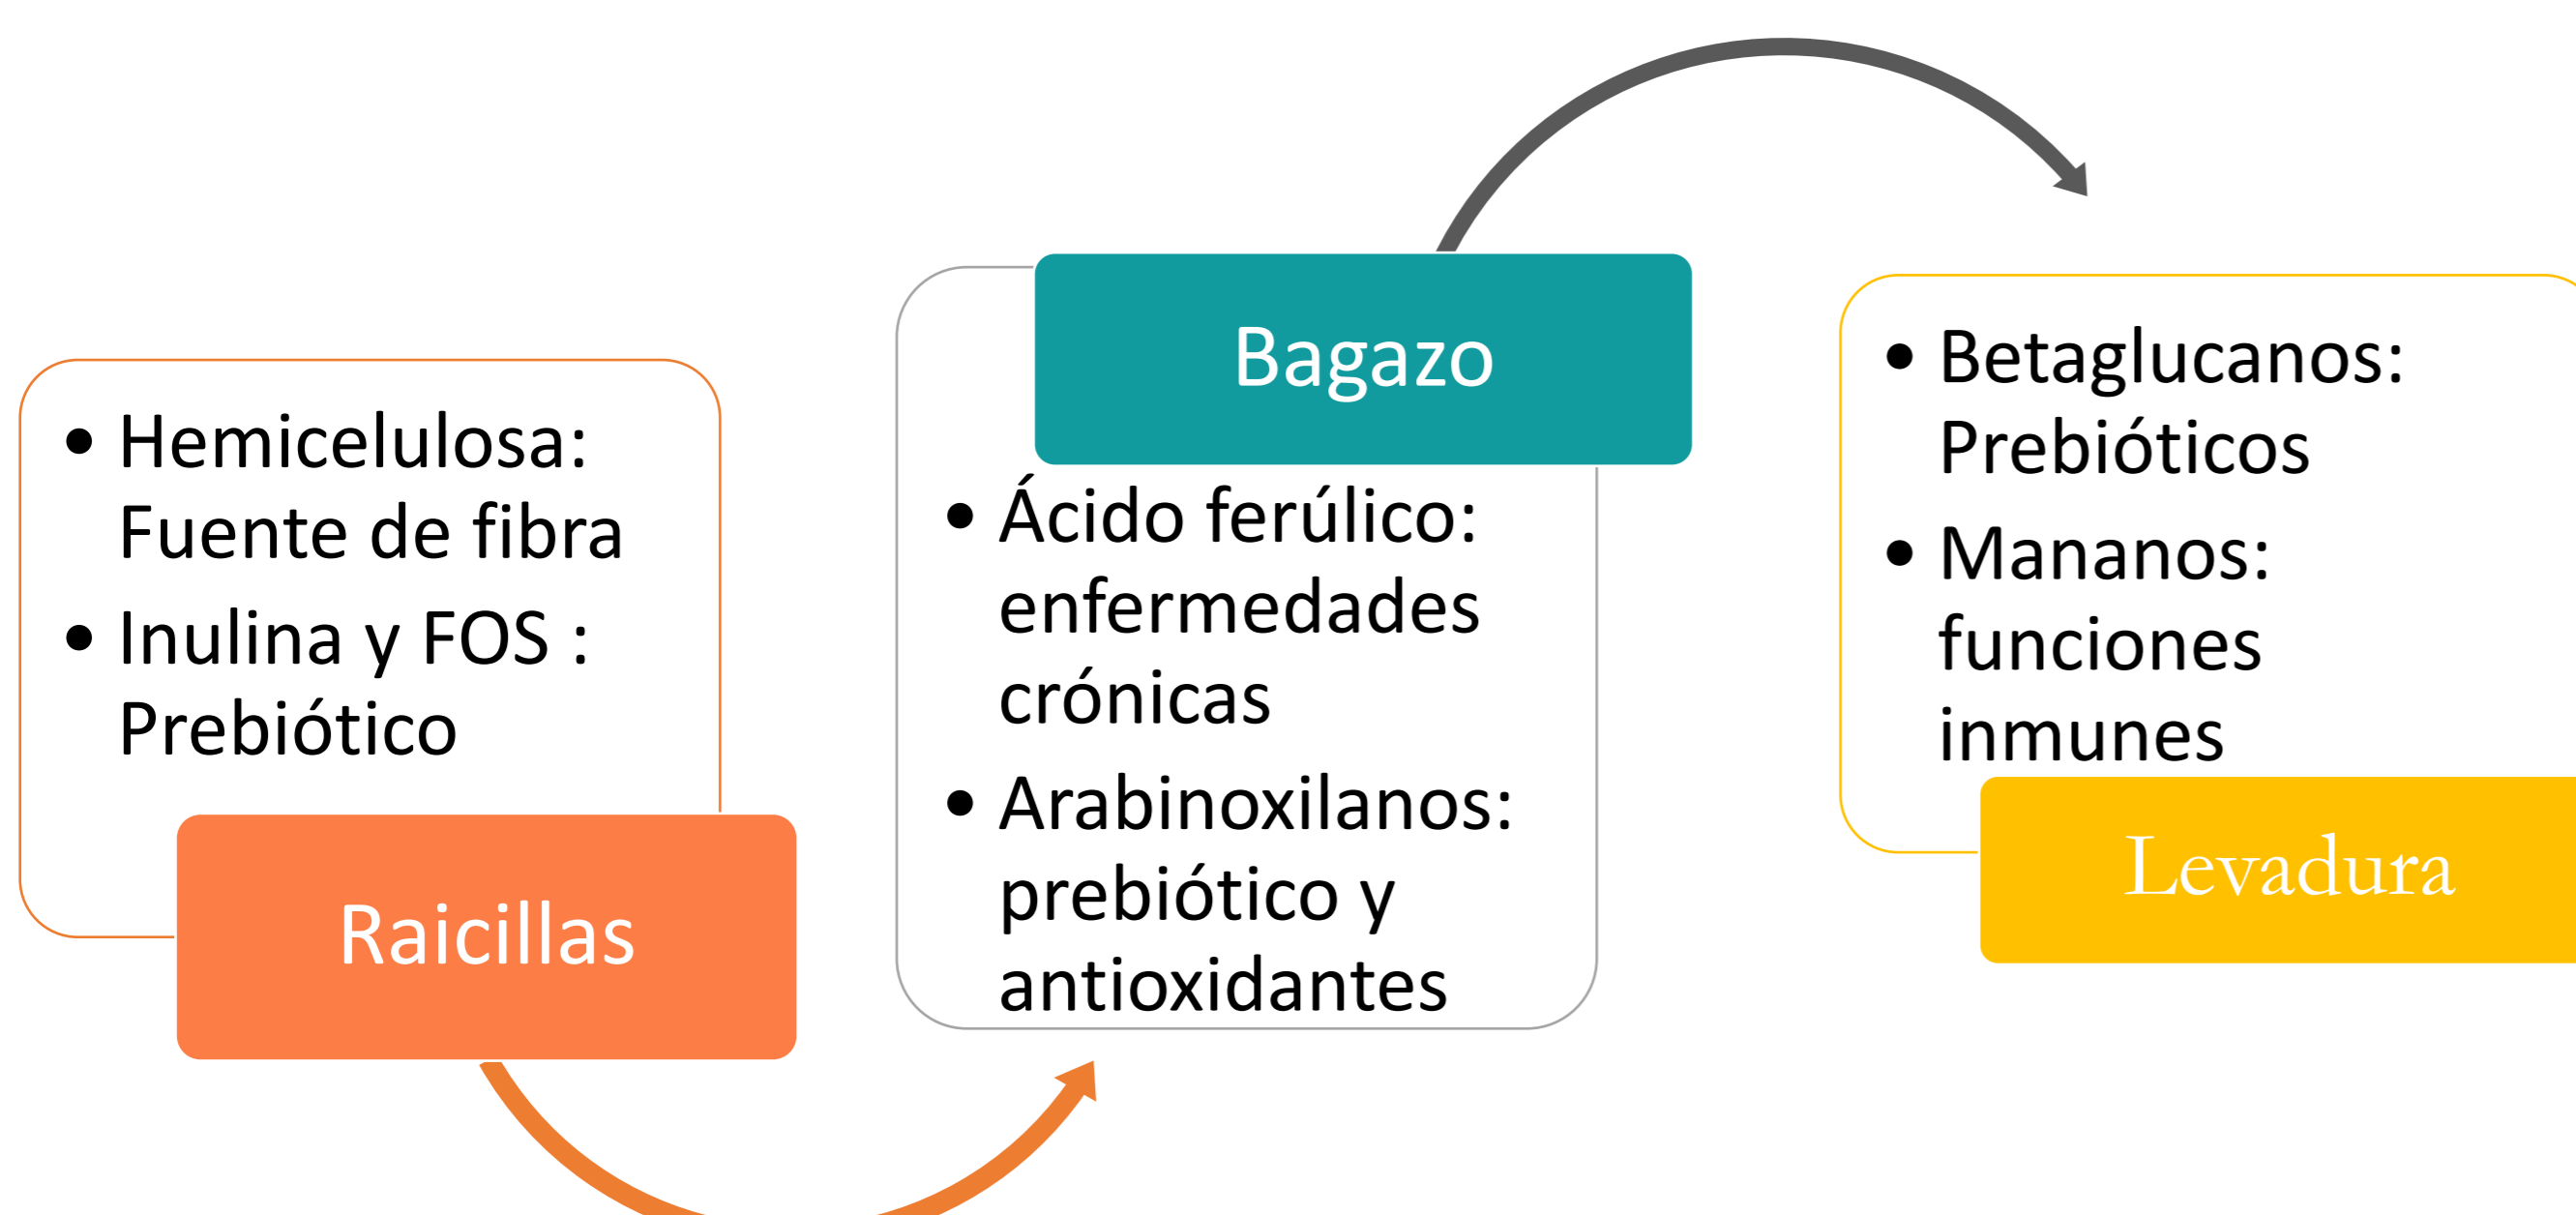 • Hemicelulosa:
Fuente de fibra
• Inulina y FOS :
Prebiótico
Raicillas
Bagazo
• Ácido ferúlico:
enfermedades
crónicas
• Arabinoxilanos:
prebiótico y
antioxidantes
• Betaglucanos:
Prebióticos
• Mananos:
funciones
inmunes
Levadura